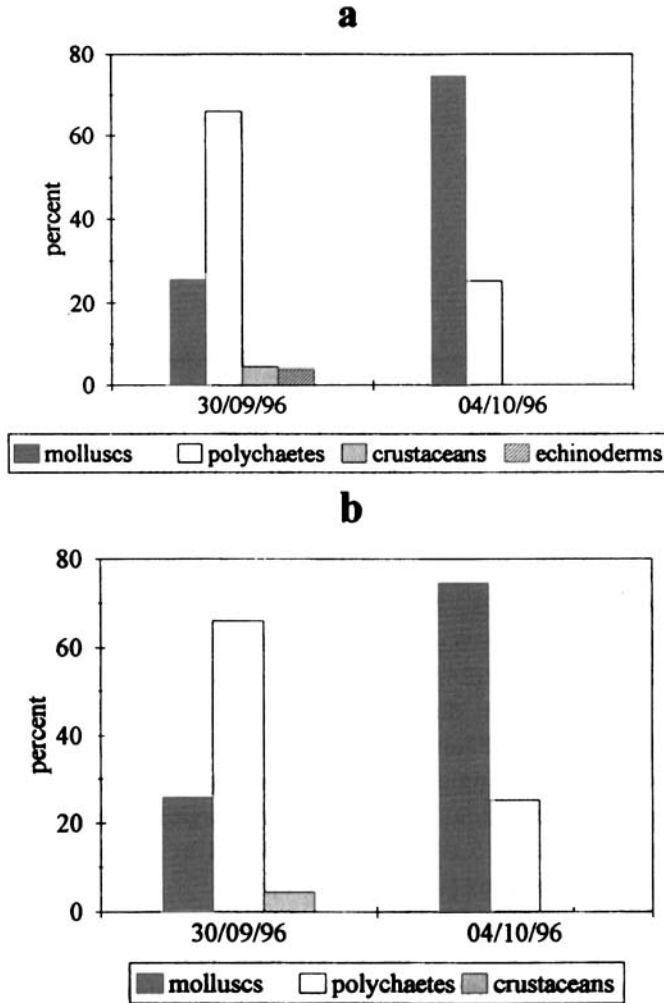 a
80
60
40
20
0
percent
30/09/96 04/10/96
molluscs polychaetes crustaceans echinoderms
b
80
60
40
20
0
percent
30/09/96 04/10/96
molluscs polychaetes crustaceans